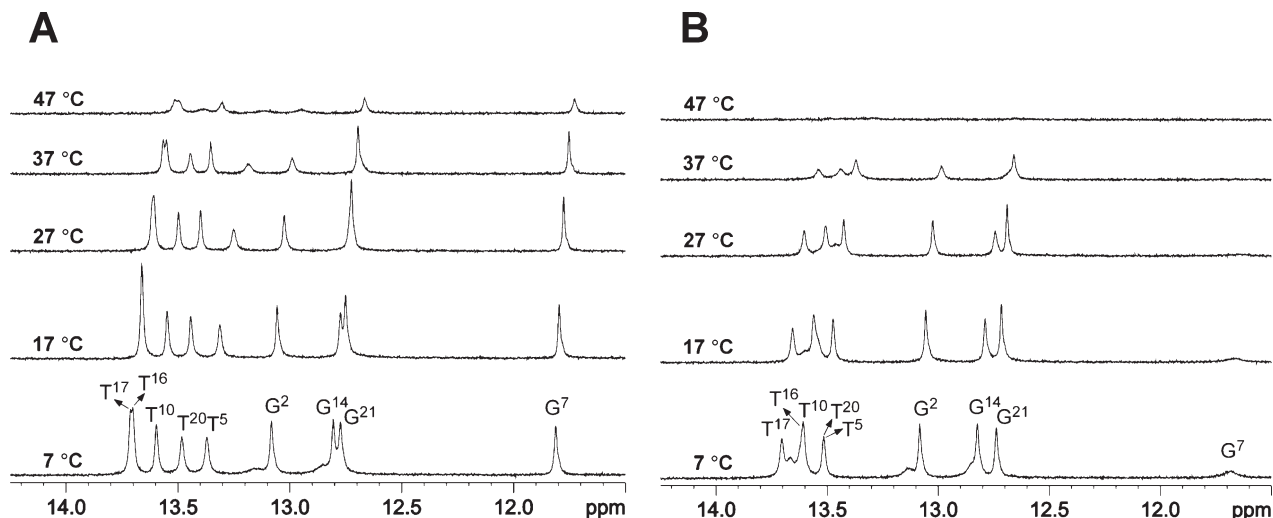 A
47 °C
37 °C
27 °C
17 °C
T17 T16
T10 T20 T5 G2 G14 G21 G7
7 °C
14.0 13.5 13.0 12.5 12.0 ppm
B
47 °C
37 °C
27 °C
17 °C
T16 T10 T20
T17 T5 G2 G14 G21 G7
7 °C
14.0 13.5 13.0 12.5 12.0 ppm